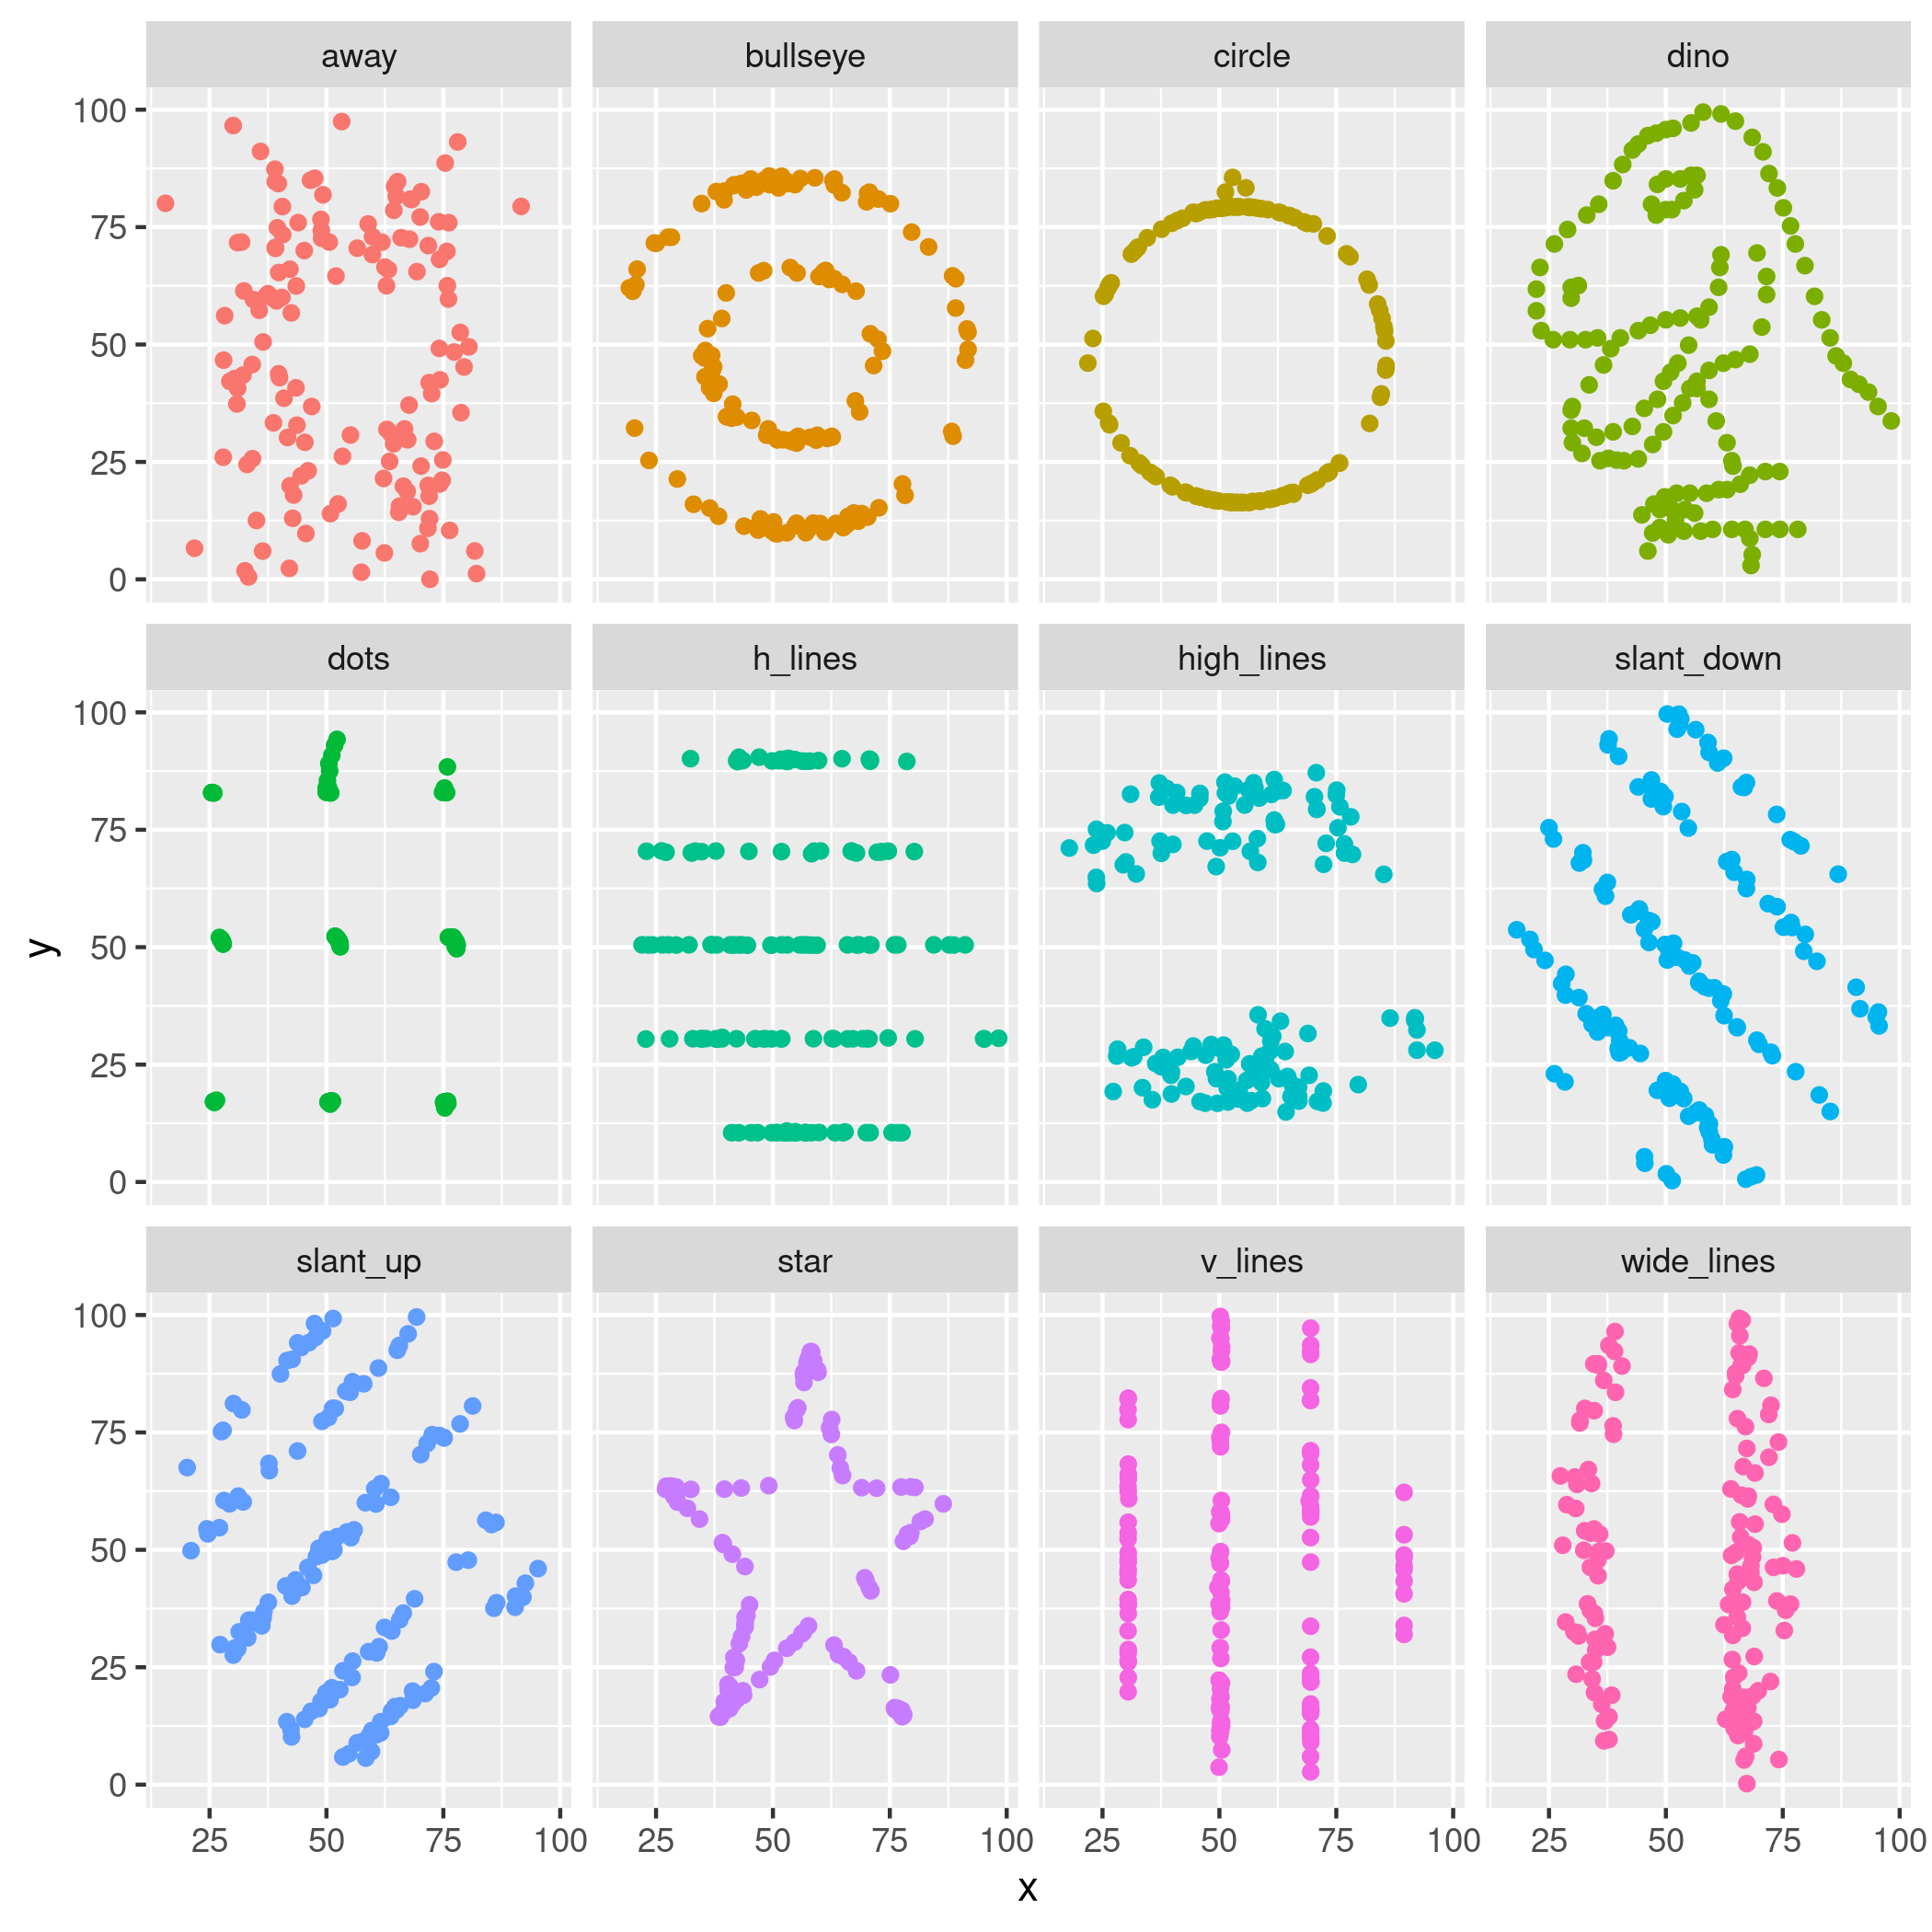 away bullseye circle dino
100
75
50
25
0
dots h_lines high_lines slant_down
100
75
50
25
0
slant_up star v_lines wide_lines
100
75
50
25
0
25 50 75 100 25 50 75 100 25 50 75 100 25 50 75 100
x
y